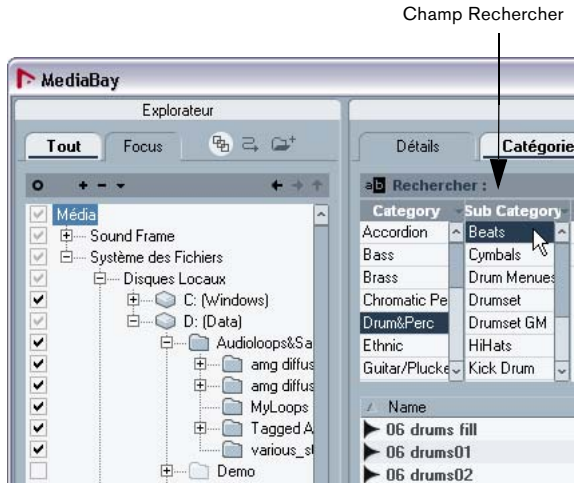 Champ Rechercher
MediaBay
Explorateur
Tout Focus
Média
Sound Frame
Système des Fichiers
Disques Locaux
C: (Windows)
D: (Data)
Audioloops&Sa
amg diffus
amg diffus
MyLoops
Tagged A
various_s
Demo
Détails Catégorie
Rechercher :
Category Sub Category
Accordion Beats
Bass Cymbals
Brass Drum Menues
Chromatic Pe Drumset
Drum&Perc Drumset GM
Ethnic HiHats
Guitar/Plucke Kick Drum
Name
06 drums fill
06 drums01
06 drums02